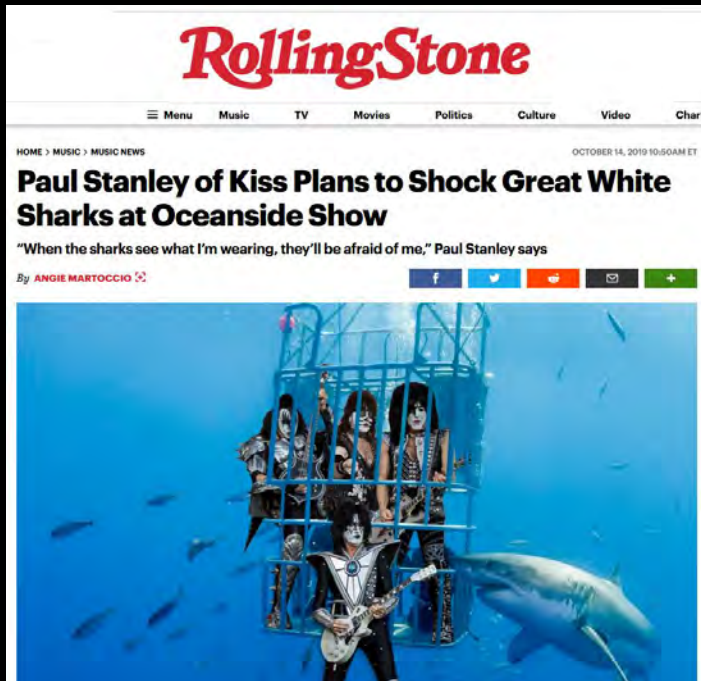 RollingStone
Menu Music TV Movies Politics Culture Video Char
HOME > MUSIC > MUSIC NEWS OCTOBER 14, 2019 10:50AM ET
Paul Stanley of Kiss Plans to Shock Great White
Sharks at Oceanside Show
“When the sharks see what I’m wearing, they’ll be afraid of me,” Paul Stanley says
By ANGIE MARTOCCIO